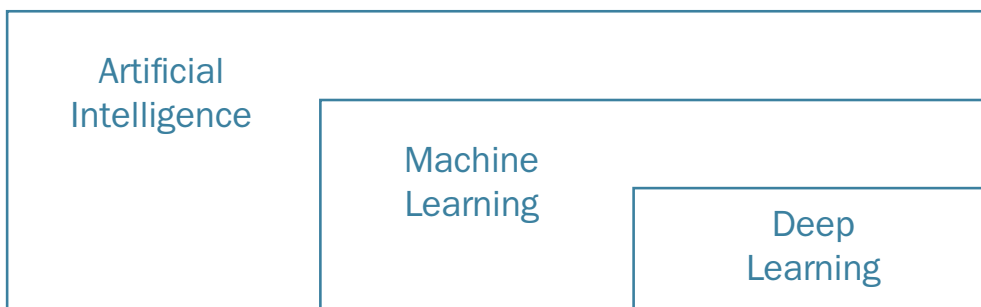 Artificial
Intelligence
Machine
Learning
Deep
Learning